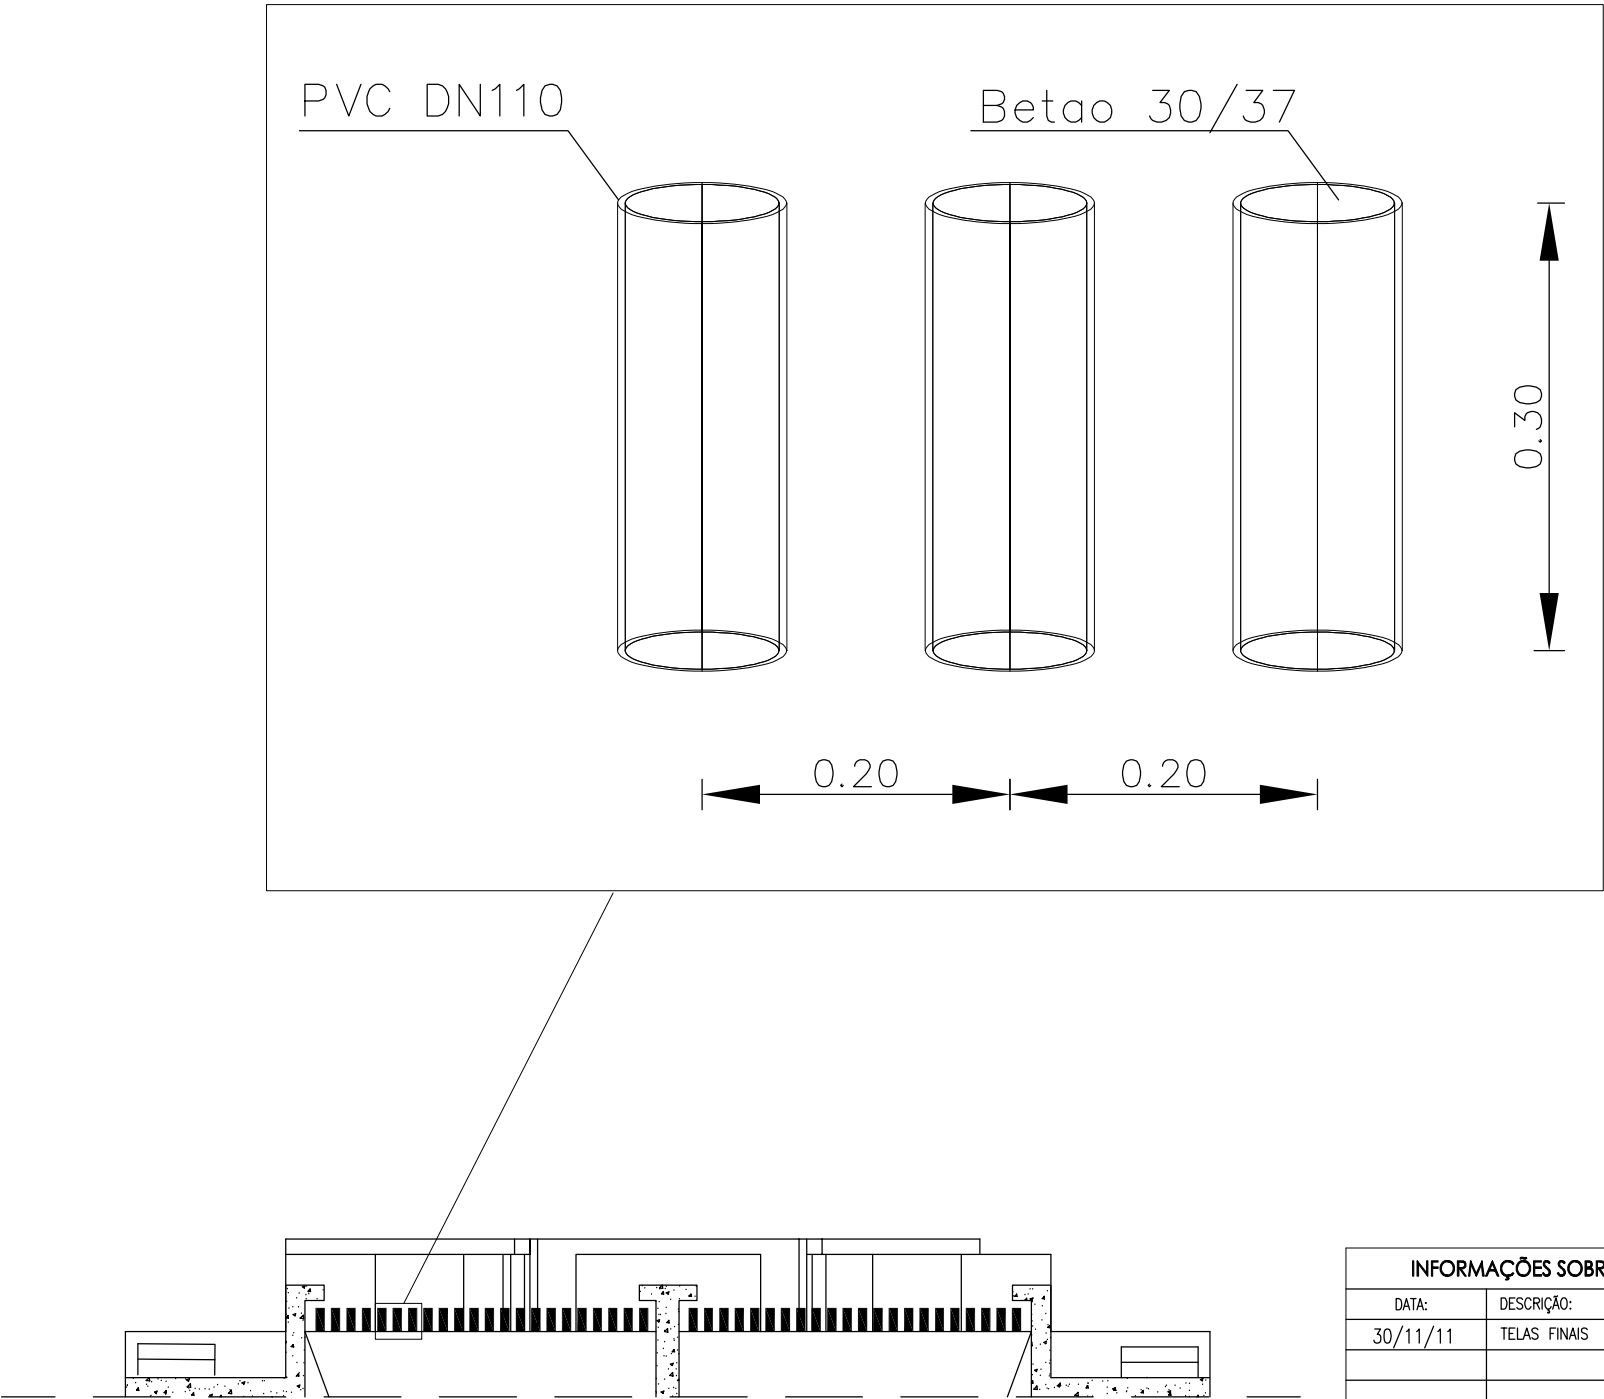 PVC DN110
Betao 30/37
0.30
0.20
0.20
INFORMAÇÕES SOBR
DATA:
DESCRIÇÃO:
30/11/11
TELAS FINAIS